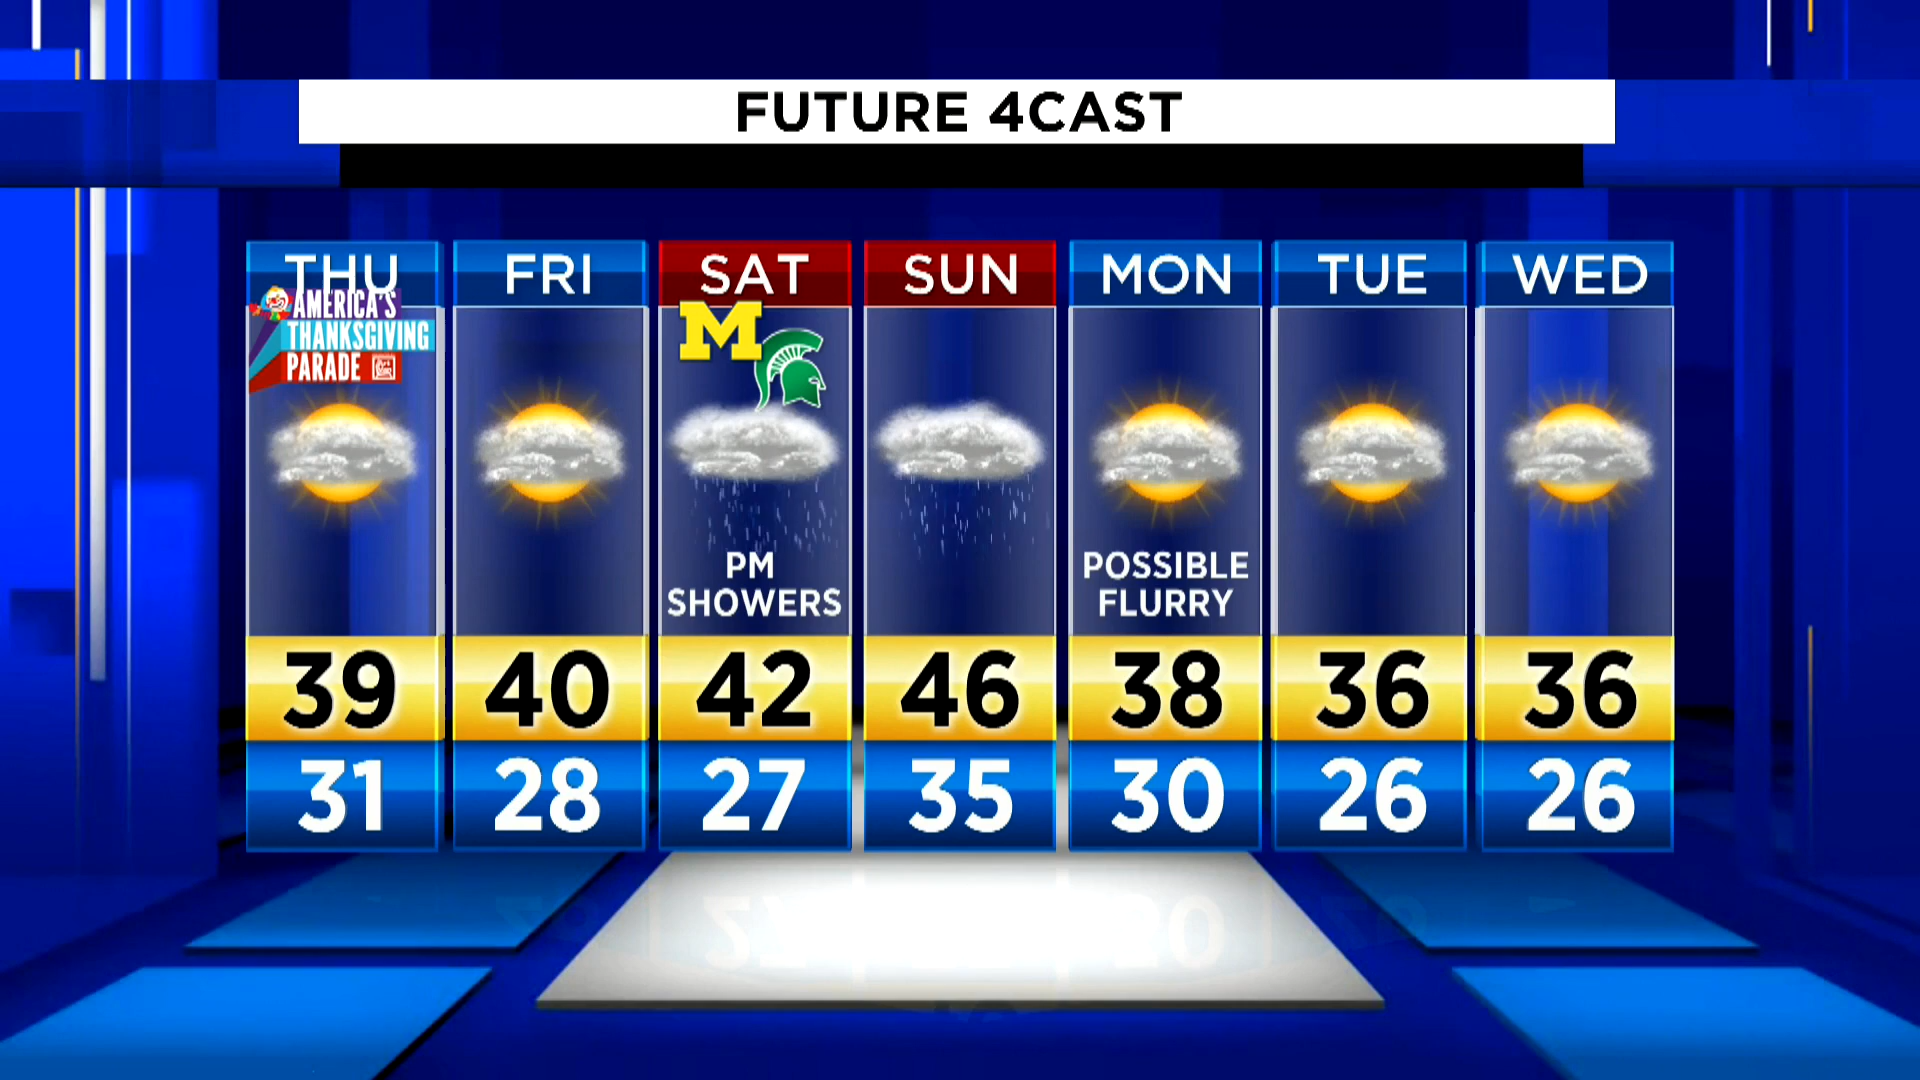 FUTURE 4CAST
THU FRI SAT SUN MON TUE WED
AMERICA'S
THANKSGIVING
PARADE
M
PM
SHOWERS
POSSIBLE
FLURRY
39 40 42 46 38 36 36
31 28 27 35 30 26 26